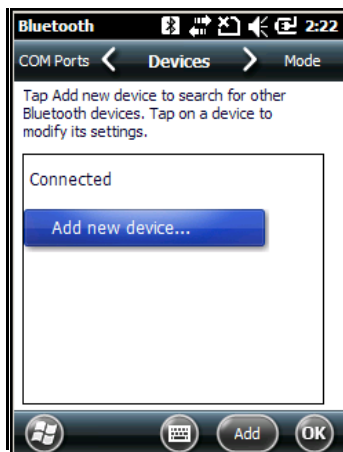 Bluetooth 2:22
COM Ports Devices Mode
Tap Add new device to search for other
Bluetooth devices. Tap on a device to
modify its settings.
Connected
Add new device...
Add OK